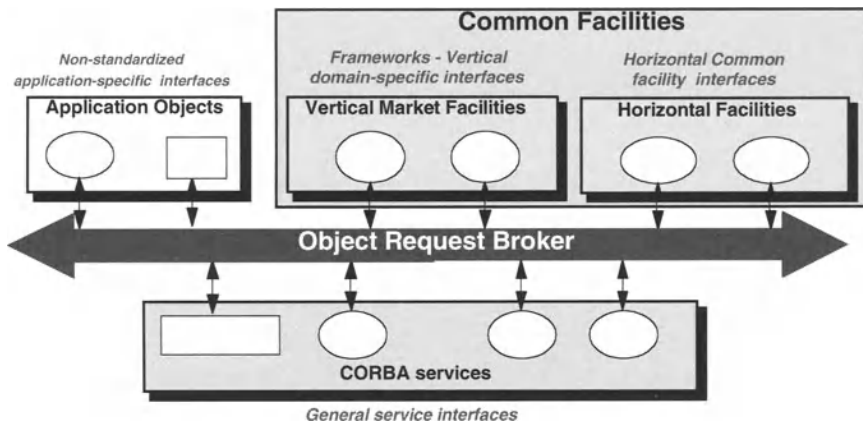 Common Facilities
Non-standardized
application-specific interfaces
Frameworks - Vertical
domain-specific interfaces
Horizontal Common
facility interfaces
Application Objects
Vertical Market Facilities
Horizontal Facilities
Object Request Broker
CORBA services
General service interfaces